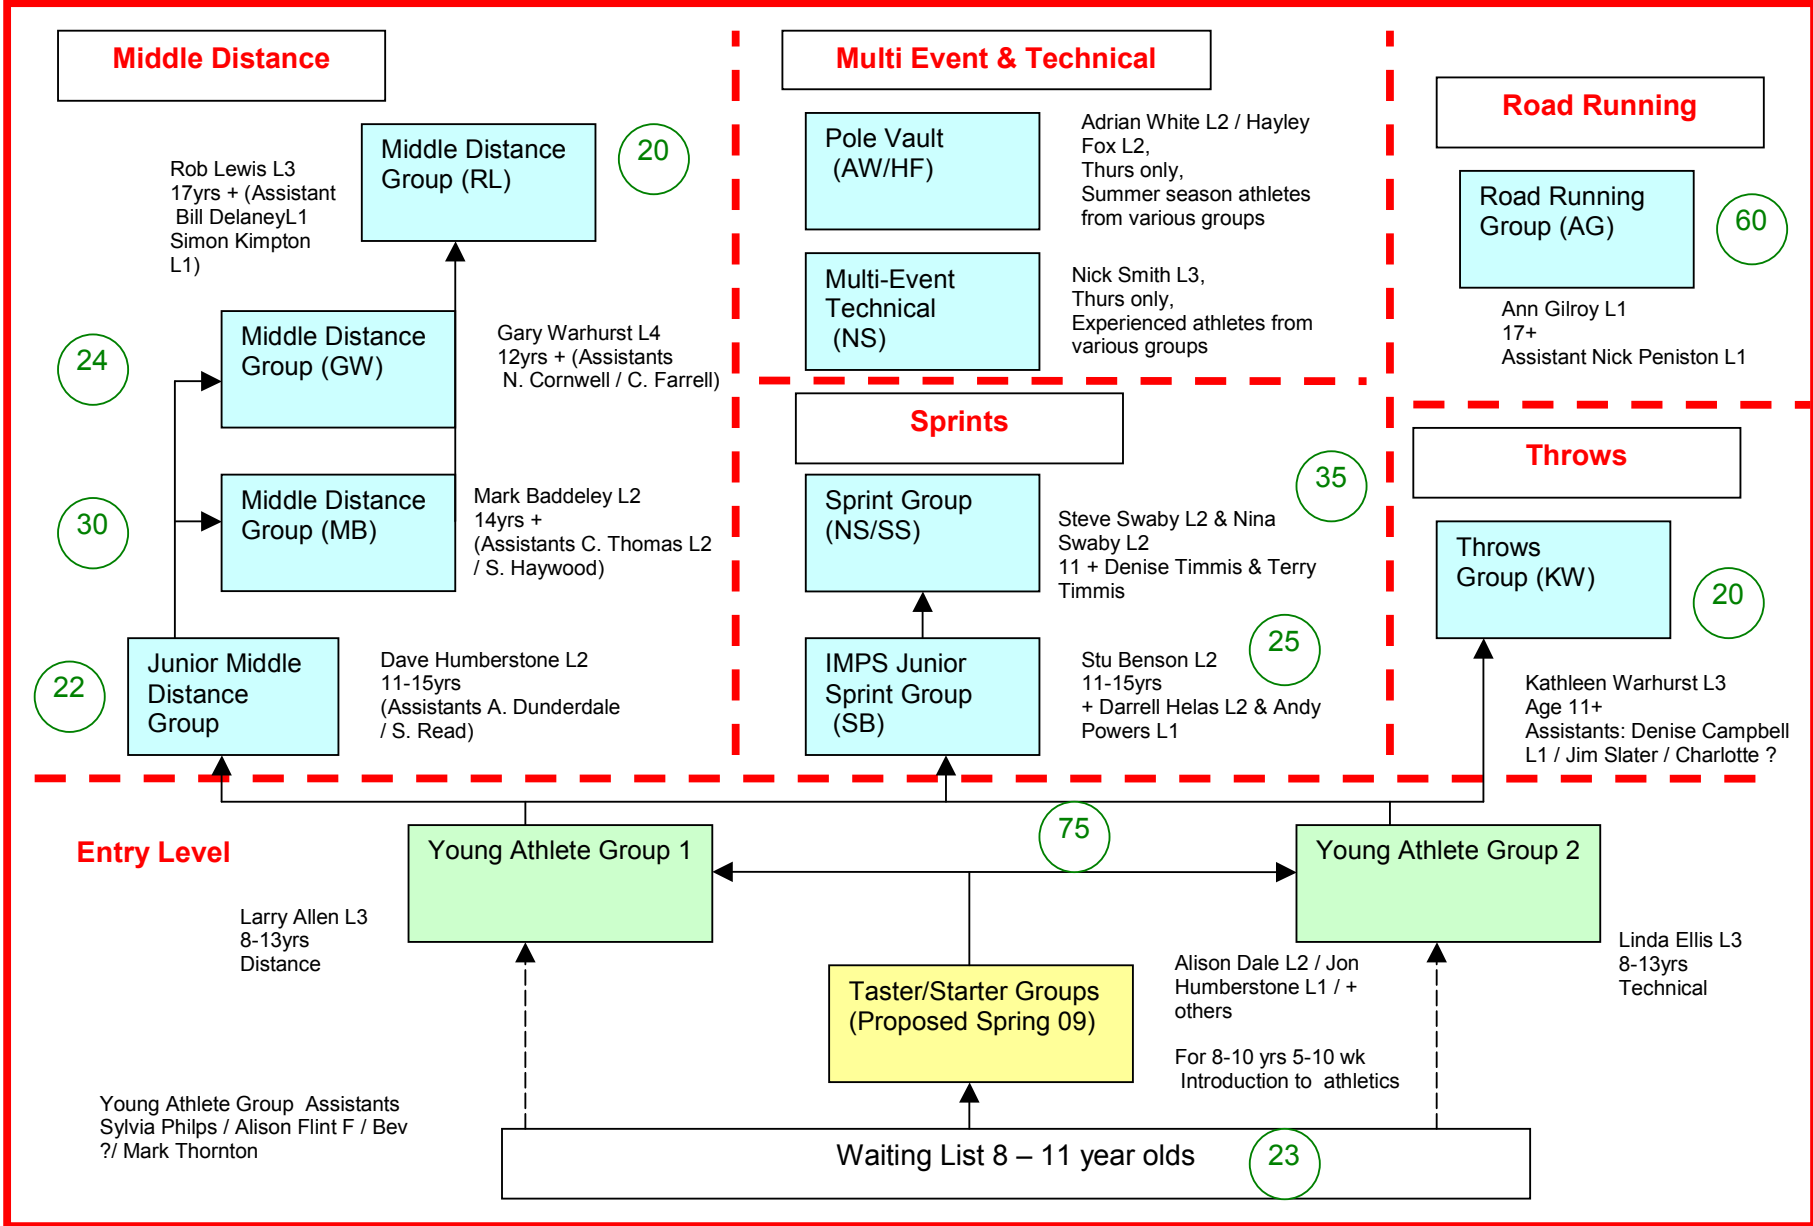 Middle Distance
Multi Event & Technical
Road Running
Middle Distance
Group (RL)
20
Rob Lewis L3
17yrs + (Assistant
Bill DelaneyL1
Simon Kimpton
L1)
Pole Vault
(AW/HF)
Adrian White L2 / Hayley
Fox L2,
Thurs only,
Summer season athletes
from various groups
Road Running
Group (AG)
60
Ann Gilroy L1
17+
Assistant Nick Peniston L1
Multi-Event
Technical
(NS)
Nick Smith L3,
Thurs only,
Experienced athletes from
various groups
24
Middle Distance
Group (GW)
Gary Warhurst L4
12yrs + (Assistants
N. Cornwell / C. Farrell)
Sprints
Throws
30
Middle Distance
Group (MB)
Mark Baddeley L2
14yrs +
(Assistants C. Thomas L2
/ S. Haywood)
Sprint Group
(NS/SS)
35
Steve Swaby L2 & Nina
Swaby L2
11 + Denise Timmis & Terry
Timmis
Throws
Group (KW)
20
Kathleen Warhurst L3
Age 11+
Assistants: Denise Campbell
L1 / Jim Slater / Charlotte ?
22
Junior Middle
Distance
Group
Dave Humberstone L2
11-15yrs
(Assistants A. Dunderdale
/ S. Read)
IMPS Junior
Sprint Group
(SB)
25
Stu Benson L2
11-15yrs
+ Darrell Helas L2 & Andy
Powers L1
Entry Level
Young Athlete Group 1
75
Young Athlete Group 2
Larry Allen L3
8-13yrs
Distance
Linda Ellis L3
8-13yrs
Technical
Taster/Starter Groups
(Proposed Spring 09)
Alison Dale L2 / Jon
Humberstone L1 / +
others
For 8-10 yrs 5-10 wk
Introduction to athletics
Young Athlete Group Assistants
Sylvia Philps / Alison Flint F / Bev
?/ Mark Thornton
Waiting List 8 – 11 year olds
23